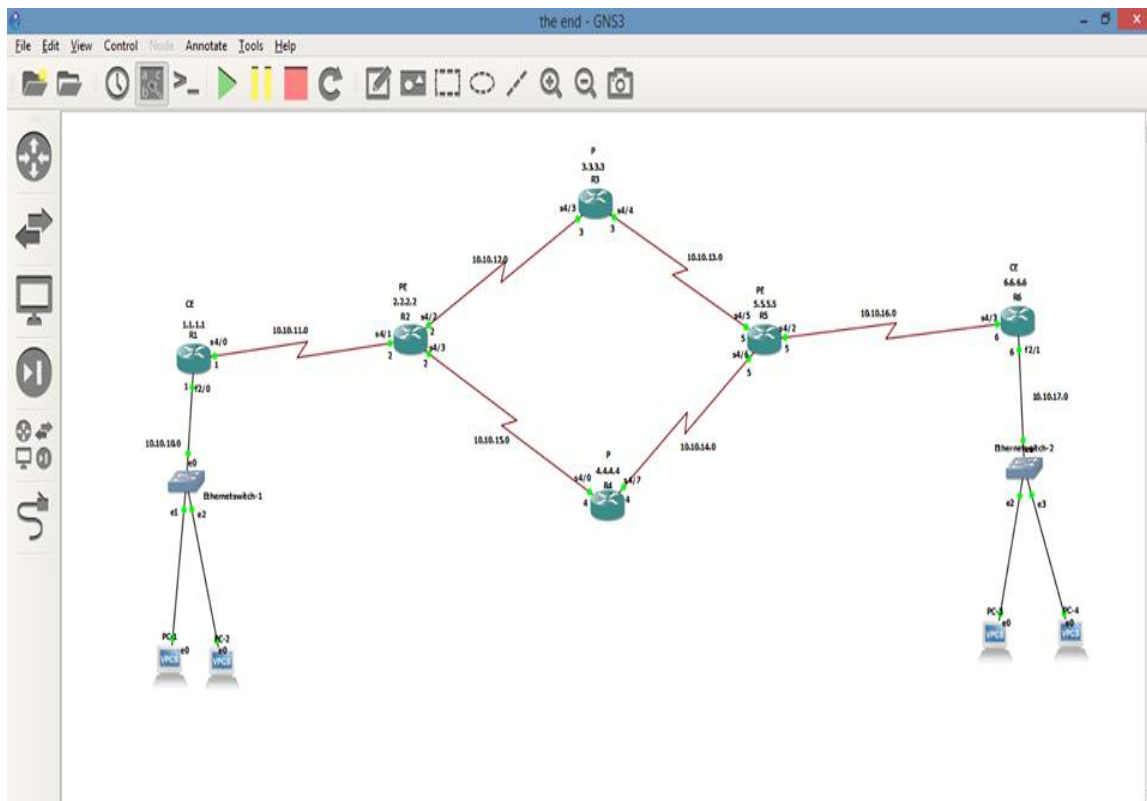 the end - GNS3
File Edit View Control Node Annotate Tools Help
P
3.3.3.3
R3
s4/3 s4/4
3 3
10.10.12.0 10.10.13.0
PE
2.2.2.2
R2
s4/1 s4/2
2 2
s4/3
2
CE
1.1.1.1
R1
s4/0
1
10.10.11.0
1 f2/0
10.10.10.0
e0
Ethernetswitch-1
e1 e2
PC-1
e0
VPCS
PC-2
e0
VPCS
10.10.15.0
P
4.4.4.4
R4
s4/0 s4/7
4 4
10.10.14.0
PE
5.5.5.5
R5
s4/5 s4/2
5 5
s4/6
5
10.10.16.0
CE
6.6.6.6
R6
s4/3
6
6 f2/1
10.10.17.0
Ethernetswitch-2
e2 e3
PC-3
e0
VPCS
PC-4
e0
VPCS